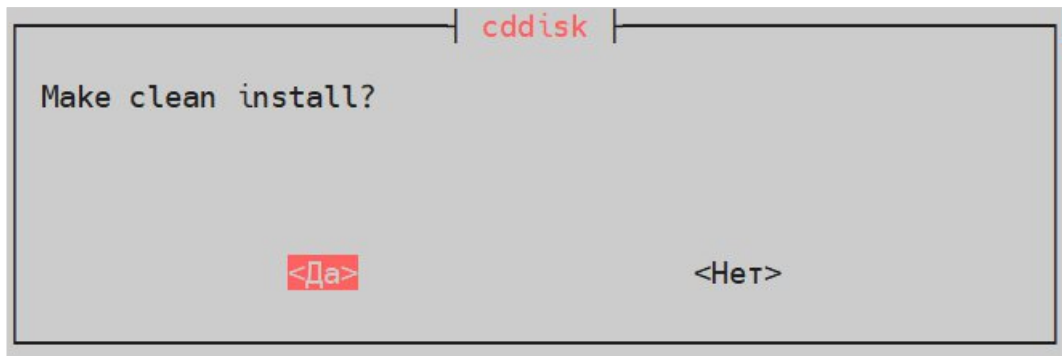 cddisk
Make clean install?
<Да> <Нет>